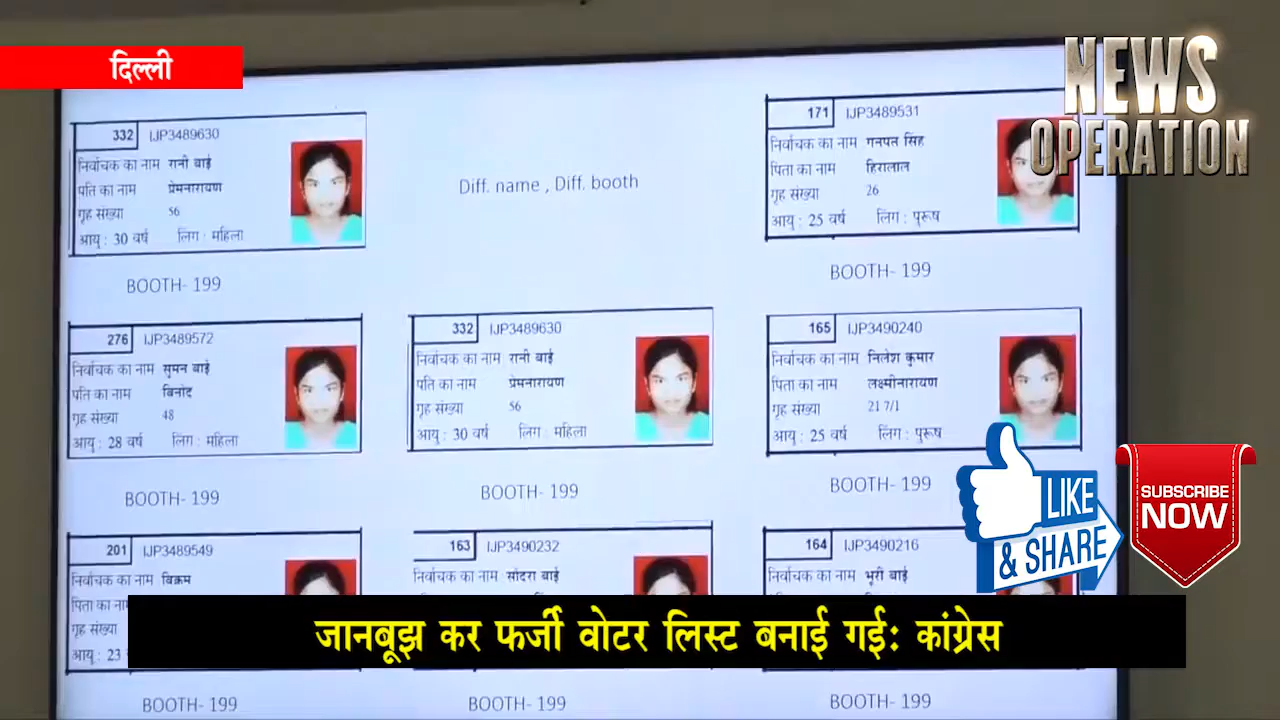 दिल्ली
NEWS
OPERATION
332 IJP3489630
निर्वाचक का नाम रानी बाई
पति का नाम प्रेमनारायण
गृह संख्या 56
आयु : 30 वर्ष लिंग : महिला
BOOTH- 199
Diff. name , Diff. booth
171 IJP3489531
निर्वाचक का नाम गनपत सिंह
पिता का नाम हिरालाल
गृह संख्या 26
आयु : 25 वर्ष लिंग : पुरूष
BOOTH- 199
276 IJP3489572
निर्वाचक का नाम सुमन बाई
पति का नाम बिनोद
गृह संख्या 48
आयु : 28 वर्ष लिंग : महिला
BOOTH- 199
332 IJP3489630
निर्वाचक का नाम रानी बाई
पति का नाम प्रेमनारायण
गृह संख्या 56
आयु : 30 वर्ष लिंग : महिला
BOOTH- 199
165 IJP3490240
निर्वाचक का नाम निलेश कुमार
पिता का नाम लक्ष्मीनारायण
गृह संख्या 21 7/1
आयु : 25 वर्ष लिंग : पुरूष
BOOTH- 199
LIKE
& SHARE
SUBSCRIBE
NOW
201 IJP3489549
निर्वाचक का नाम विक्रम
पिता का
गृह संख्या
आयु : 23
BOOTH- 199
163 IJP3490232
निर्वाचक का नाम सोदरा बाई
BOOTH- 199
164 IJP3490216
निर्वाचक का नाम भूरी बाई
BOOTH- 199
जानबूझ कर फर्जी वोटर लिस्ट बनाई गई: कांग्रेस